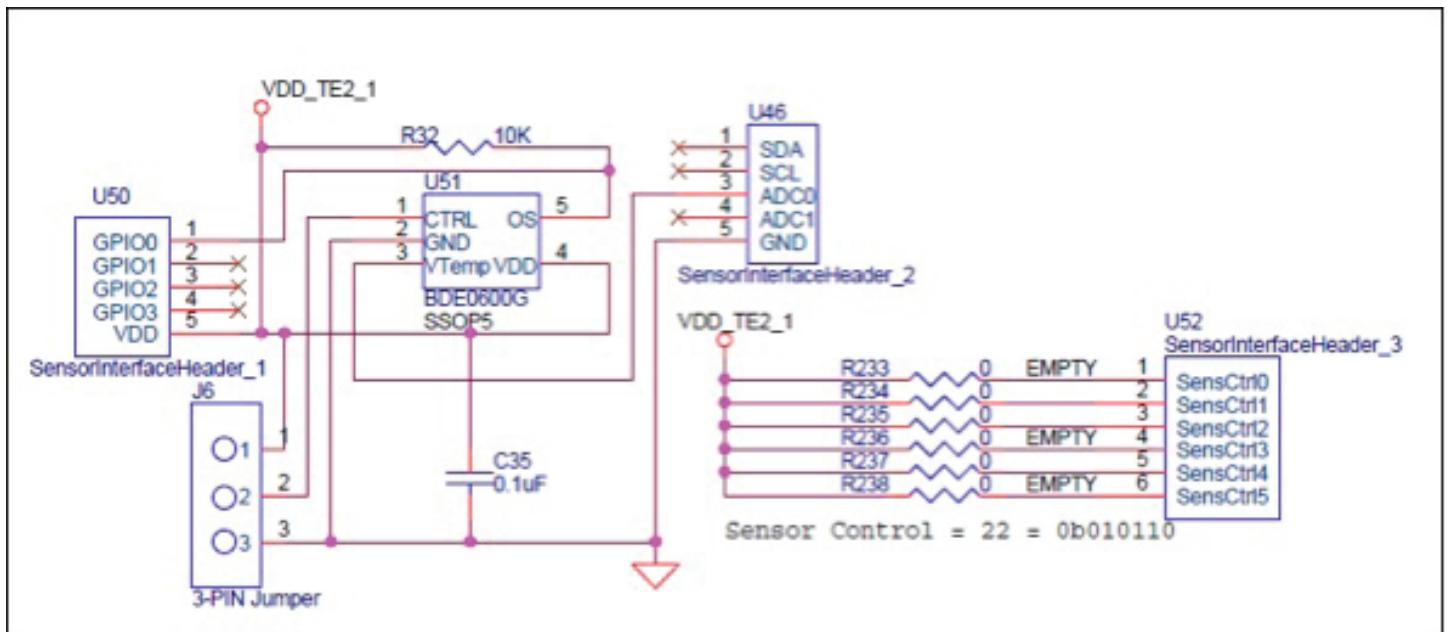 VDD_TE2_1
R32 10K
U46
1 SDA
2 SCL
3 ADC0
4 ADC1
5 GND
SensorInterfaceHeader_2
U51
1 CTRL OS 5
2 GND
3 VTemp VDD 4
BDE0600G
SSOP5
U50
GPIO0 1
GPIO1 2
GPIO2 3
GPIO3 4
VDD 5
SensorInterfaceHeader_1
J6
1 1
2 2
3 3
3-PIN Jumper
C35
0.1uF
VDD_TE2_1
U52
SensorInterfaceHeader_3
R233 0 EMPTY 1 SensCtrl0
R234 0 2 SensCtrl1
R235 0 3 SensCtrl2
R236 0 EMPTY 4 SensCtrl3
R237 0 5 SensCtrl4
R238 0 EMPTY 6 SensCtrl5
Sensor Control = 22 = 0b010110